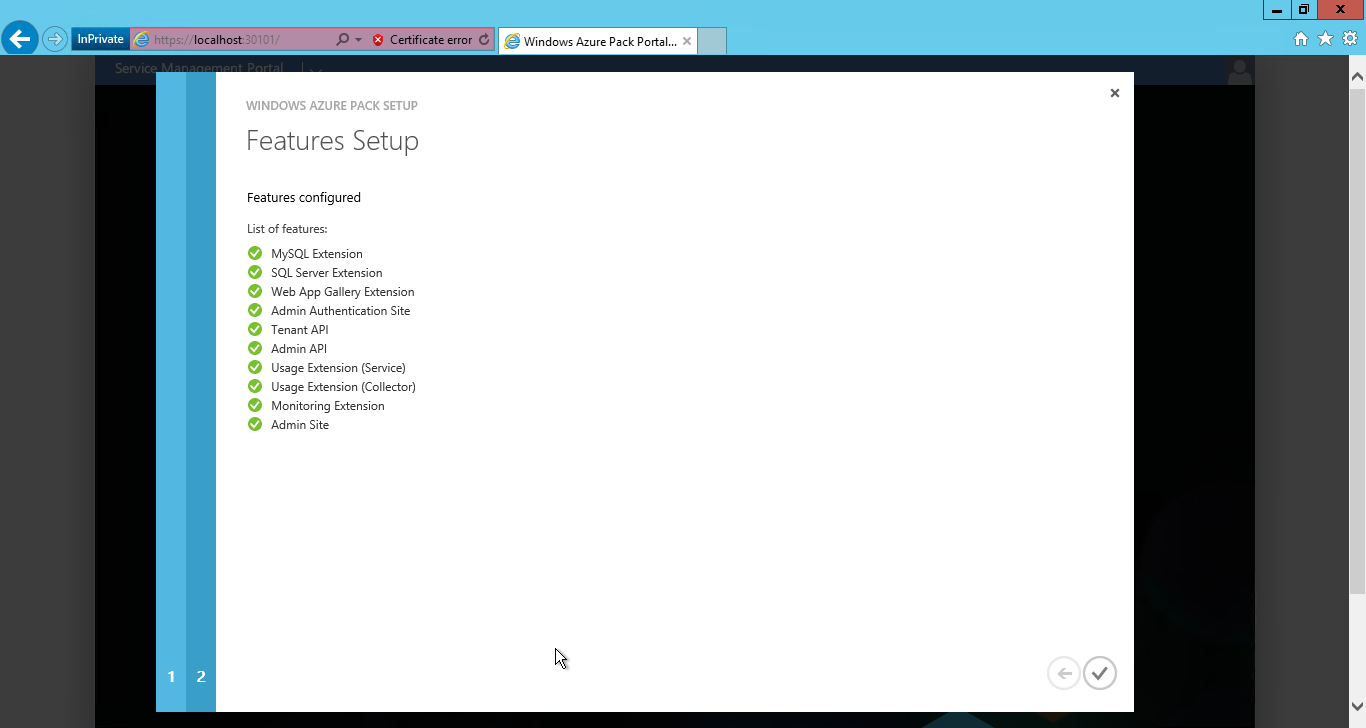 InPrivate
https://localhost:30101/
Certificate error
Windows Azure Pack Portal...
Service Management Portal
WINDOWS AZURE PACK SETUP
Features Setup
Features configured
List of features:
MySQL Extension
SQL Server Extension
Web App Gallery Extension
Admin Authentication Site
Tenant API
Admin API
Usage Extension (Service)
Usage Extension (Collector)
Monitoring Extension
Admin Site
1 2